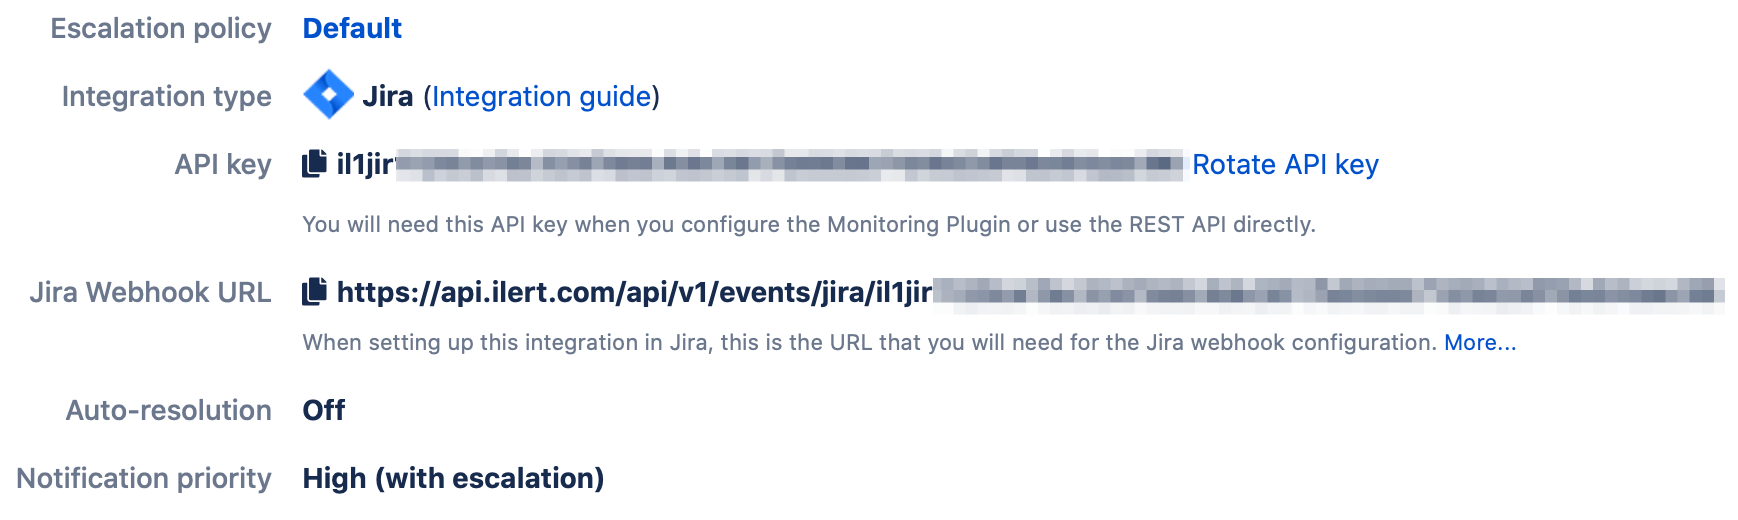 Escalation policy Default
Integration type Jira (Integration guide)
API key il1jir Rotate API key
You will need this API key when you configure the Monitoring Plugin or use the REST API directly.
Jira Webhook URL https://api.ilert.com/api/v1/events/jira/il1jir
When setting up this integration in Jira, this is the URL that you will need for the Jira webhook configuration. More...
Auto-resolution Off
Notification priority High (with escalation)